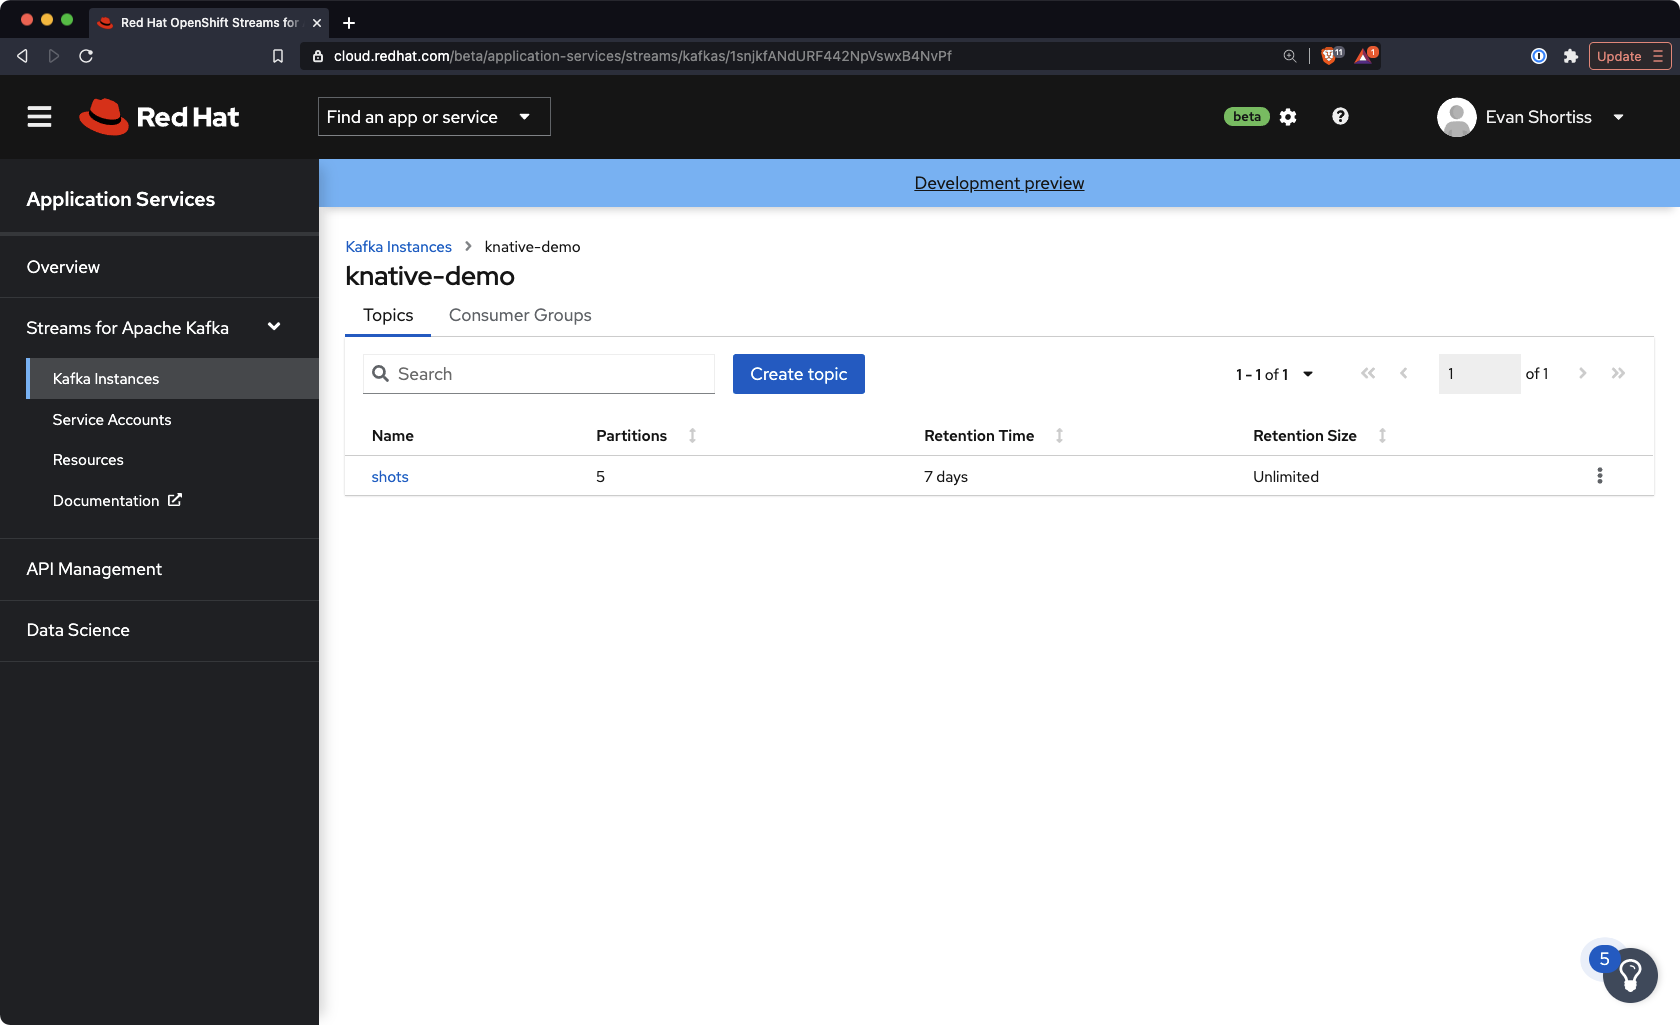 Red Hat OpenShift Streams for
cloud.redhat.com/beta/application-services/streams/kafkas/1snjkfANdURF442NpVswxB4NvPf
11
1
Update
Red Hat
Find an app or service
beta
Evan Shortiss
Development preview
Application Services
Overview
Streams for Apache Kafka
Kafka Instances
Service Accounts
Resources
Documentation
API Management
Data Science
Kafka Instances > knative-demo
knative-demo
Topics Consumer Groups
Search Create topic 1 - 1 of 1 1 of 1
Name Partitions Retention Time Retention Size
shots 5 7 days Unlimited
5